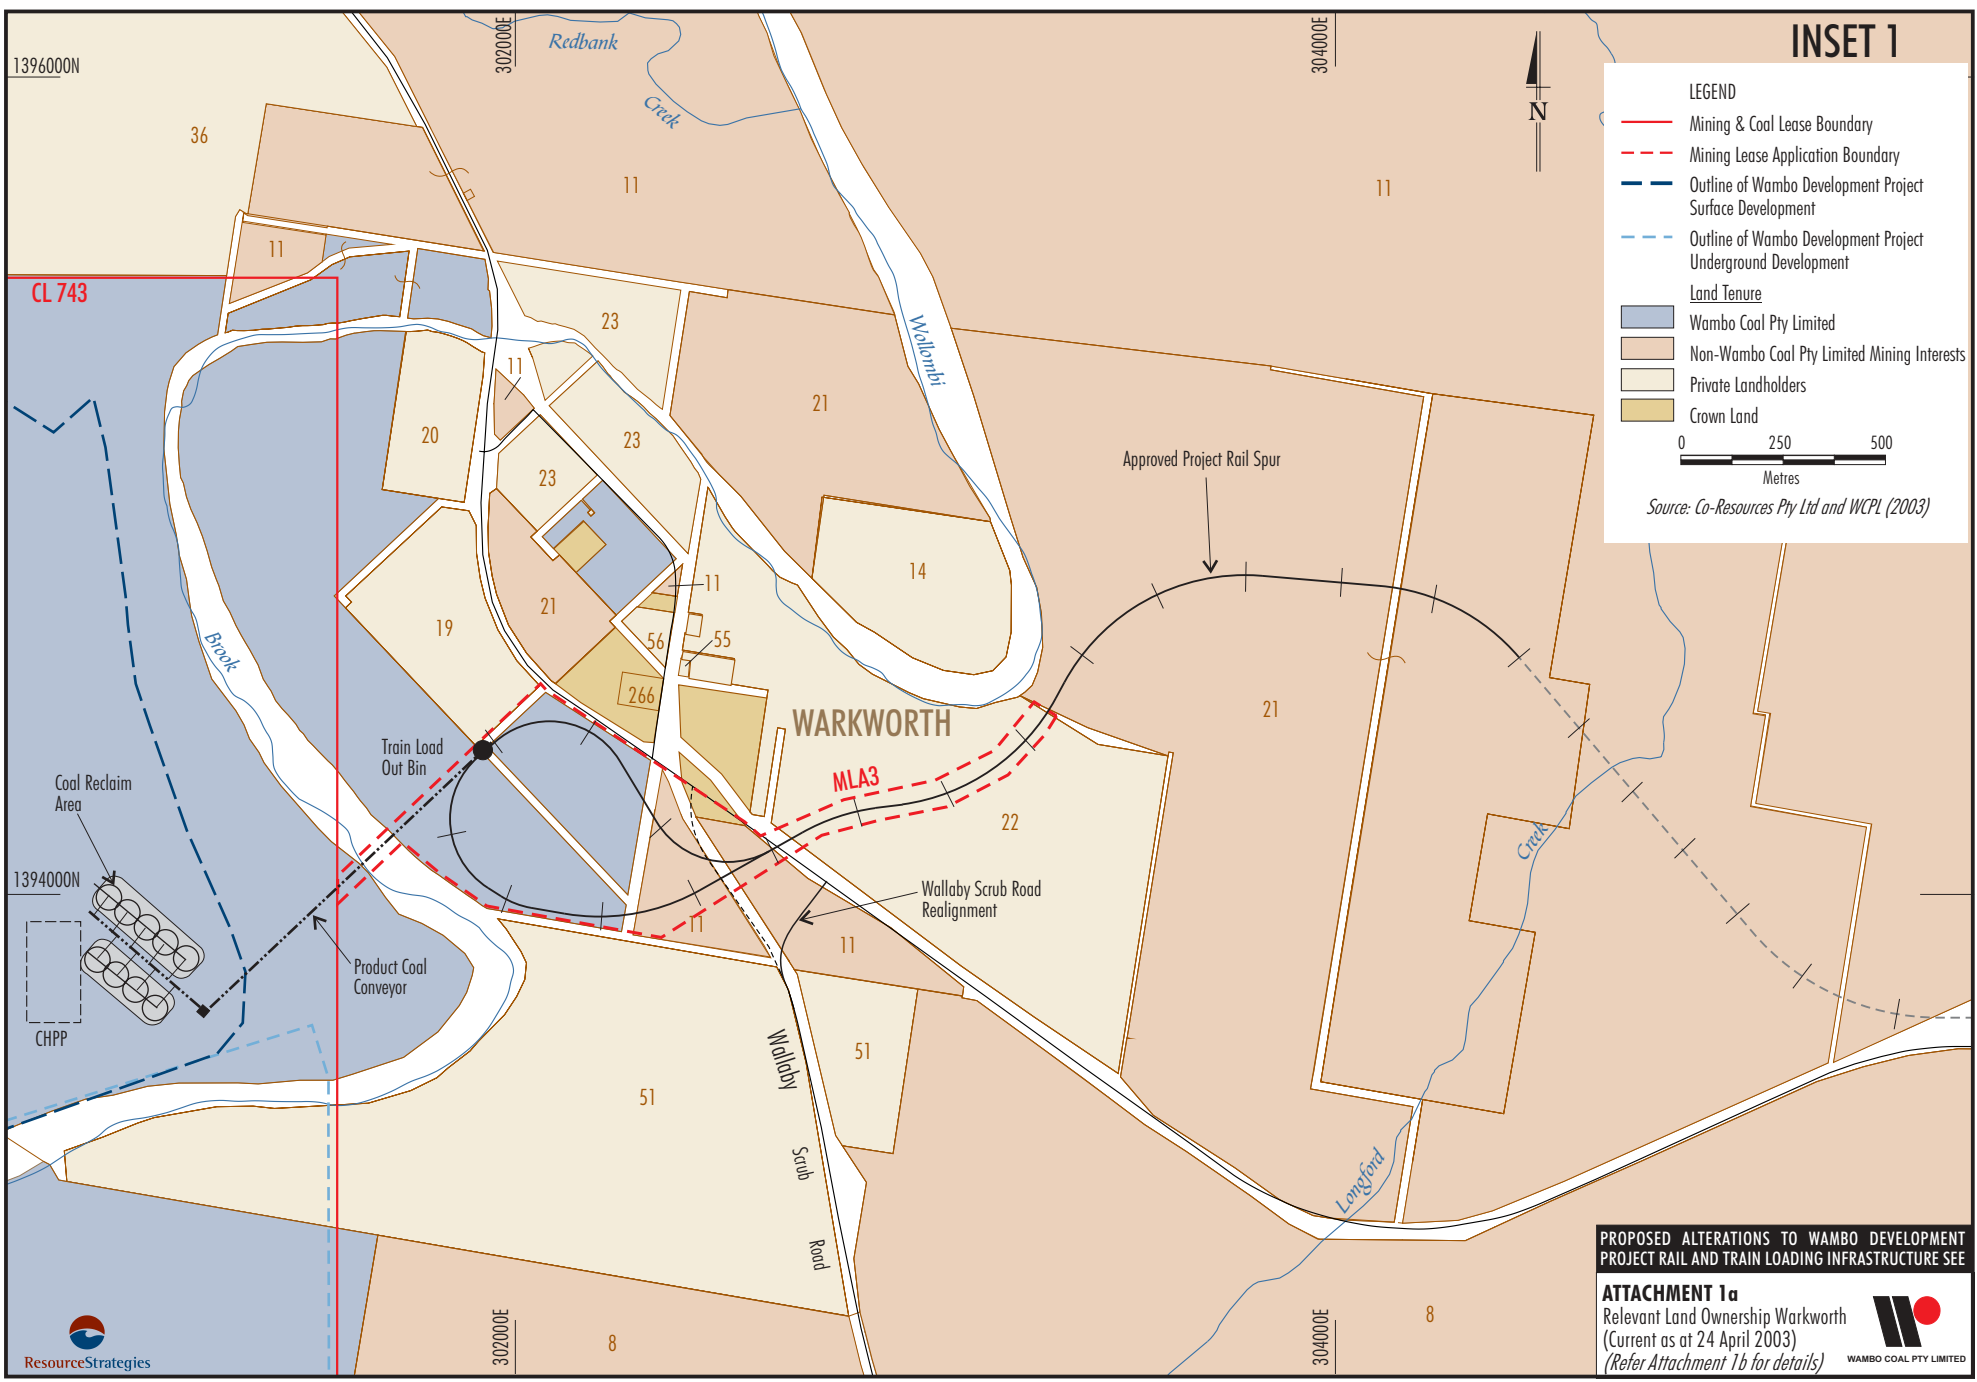 INSET 1
302000E
304000E
1396000N
Redbank
Creek
N
LEGEND
Mining & Coal Lease Boundary
Mining Lease Application Boundary
Outline of Wambo Development Project
Surface Development
Outline of Wambo Development Project
Underground Development
Land Tenure
Wambo Coal Pty Limited
Non-Wambo Coal Pty Limited Mining Interests
Private Landholders
Crown Land
0 250 500
Metres
Source: Co-Resources Pty Ltd and WCPL (2003)
36
11
11
11
CL 743
23
Wollombi
11
21
20
23
23
Approved Project Rail Spur
14
11
21
19
56
55
Brook
266
WARKWORTH
21
Train Load
Out Bin
MLA3
Coal Reclaim
Area
22
Creek
1394000N
Wallaby Scrub Road
Realignment
11
11
Product Coal
Conveyor
CHPP
51
51
Wallaby
Scrub
Road
Longford
8
8
302000E
304000E
ResourceStrategies
PROPOSED ALTERATIONS TO WAMBO DEVELOPMENT
PROJECT RAIL AND TRAIN LOADING INFRASTRUCTURE SEE
ATTACHMENT 1a
Relevant Land Ownership Warkworth
(Current as at 24 April 2003)
(Refer Attachment 1b for details)
WAMBO COAL PTY LIMITED